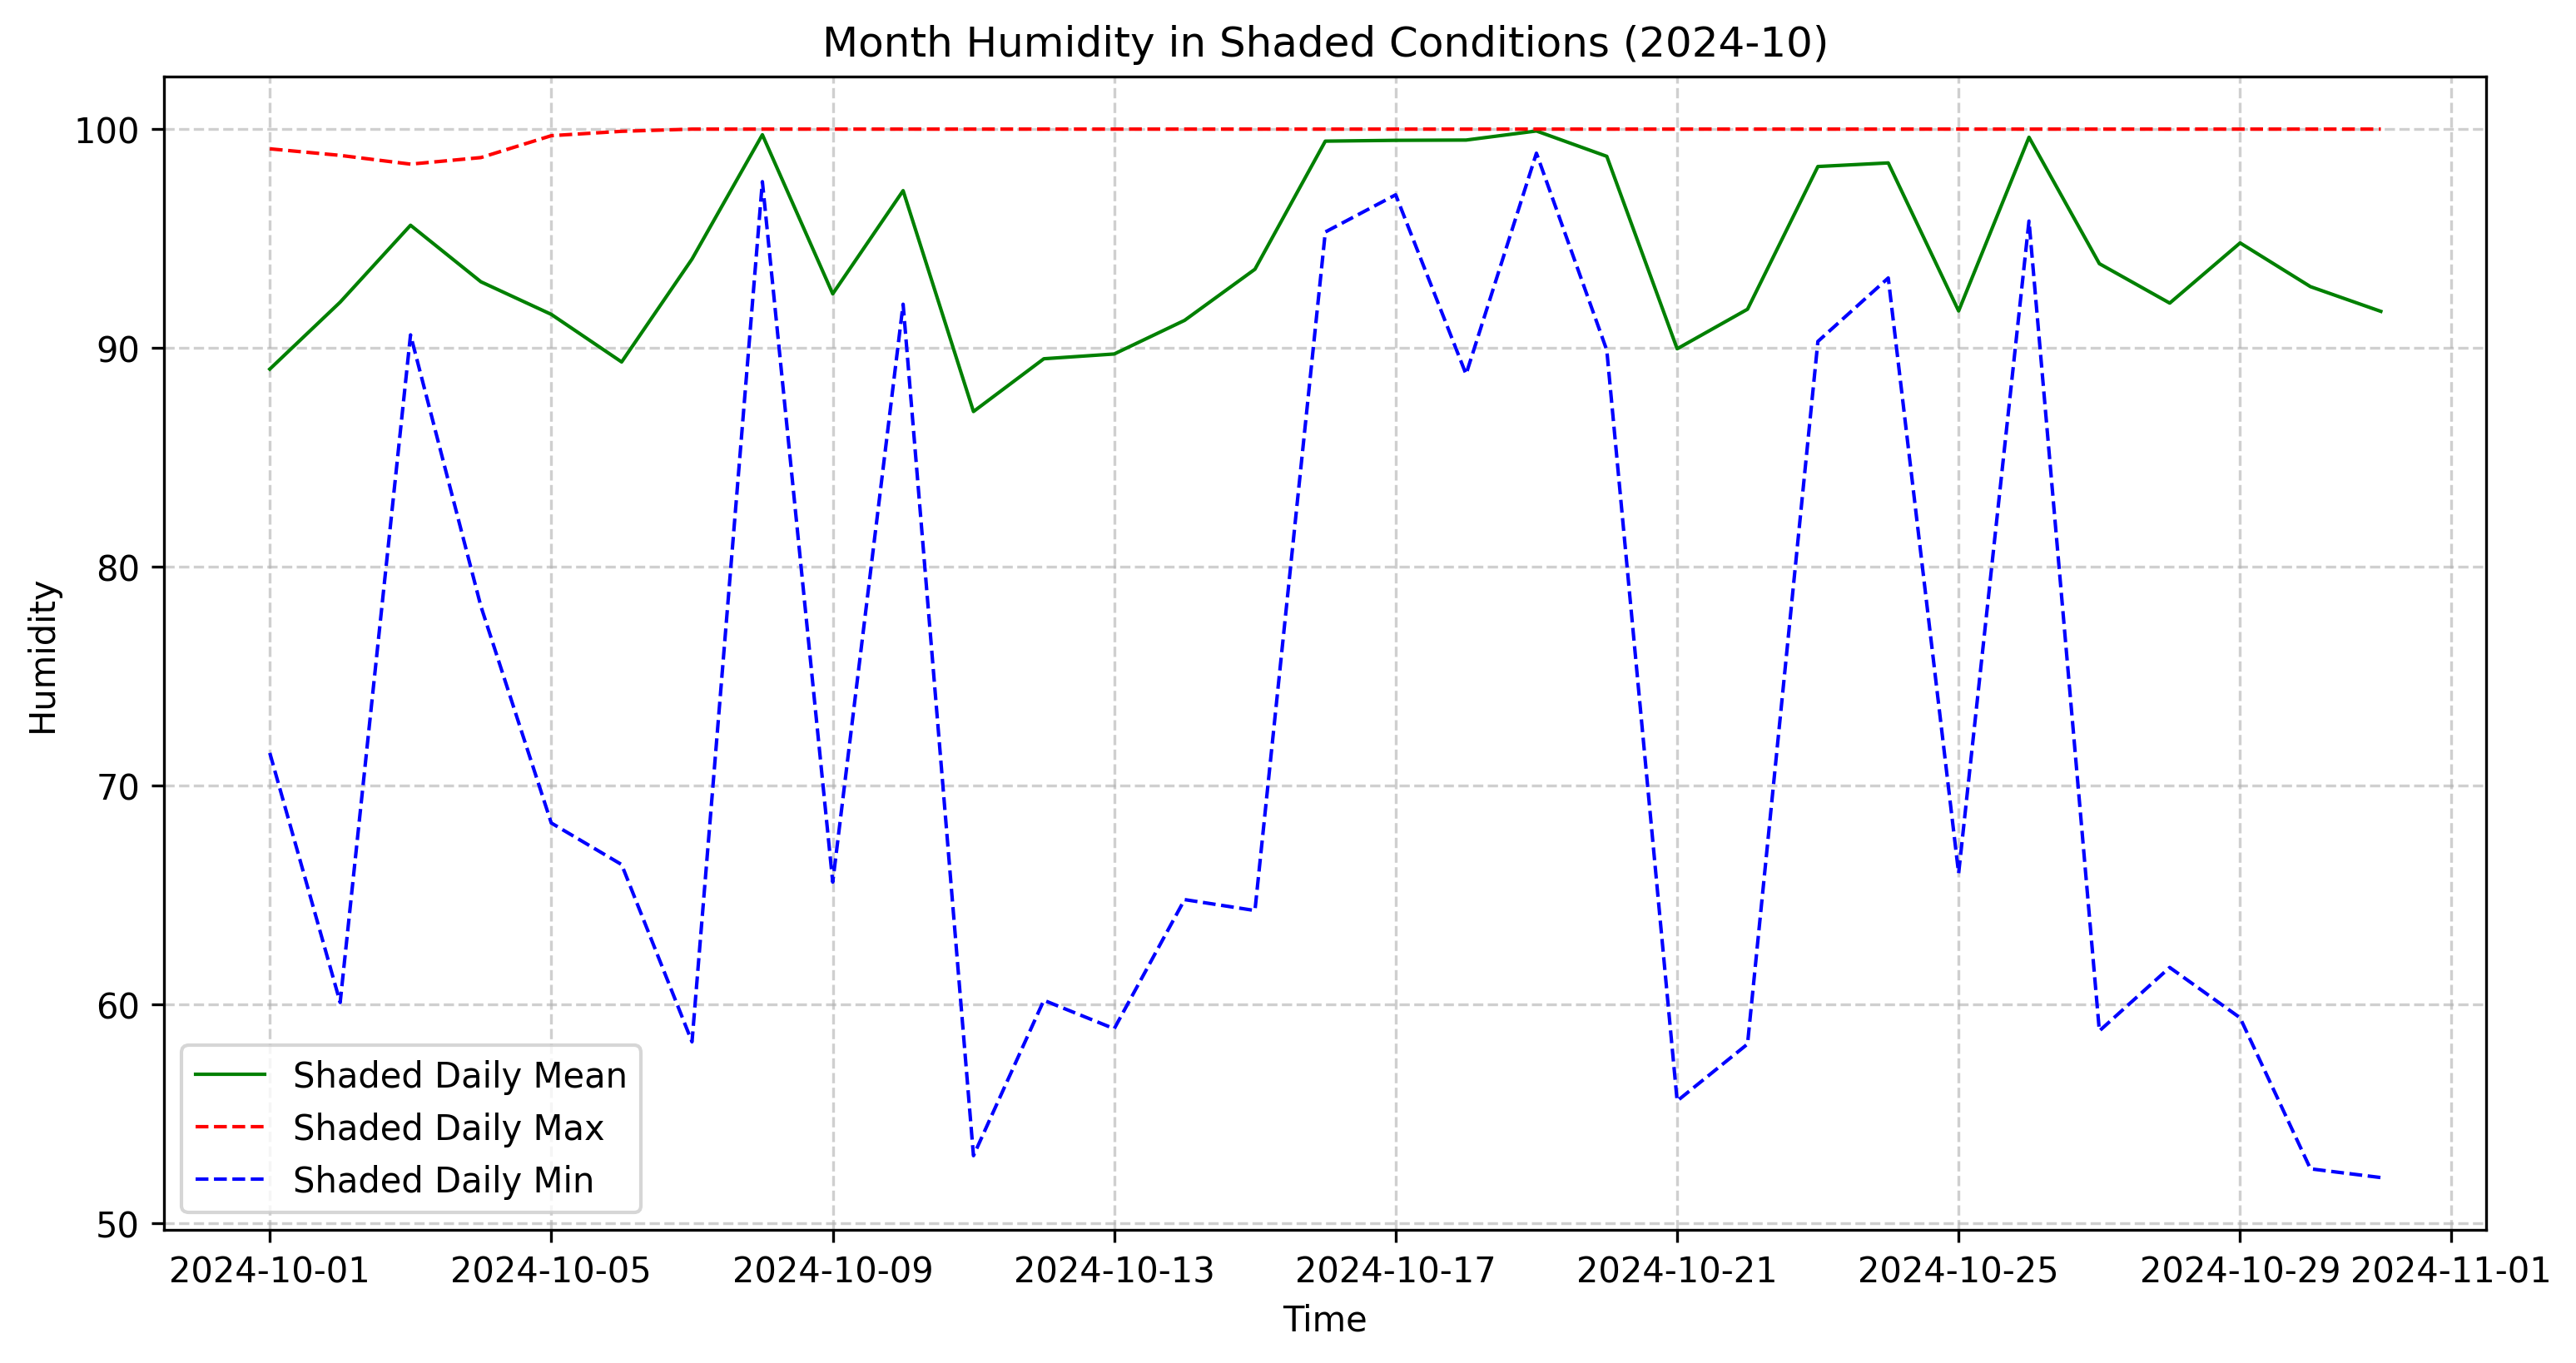 Month Humidity in Shaded Conditions (2024-10)
Humidity
100
90
80
70
60
50
Shaded Daily Mean
Shaded Daily Max
Shaded Daily Min
2024-10-01 2024-10-05 2024-10-09 2024-10-13 2024-10-17 2024-10-21 2024-10-25 2024-10-29 2024-11-01
Time